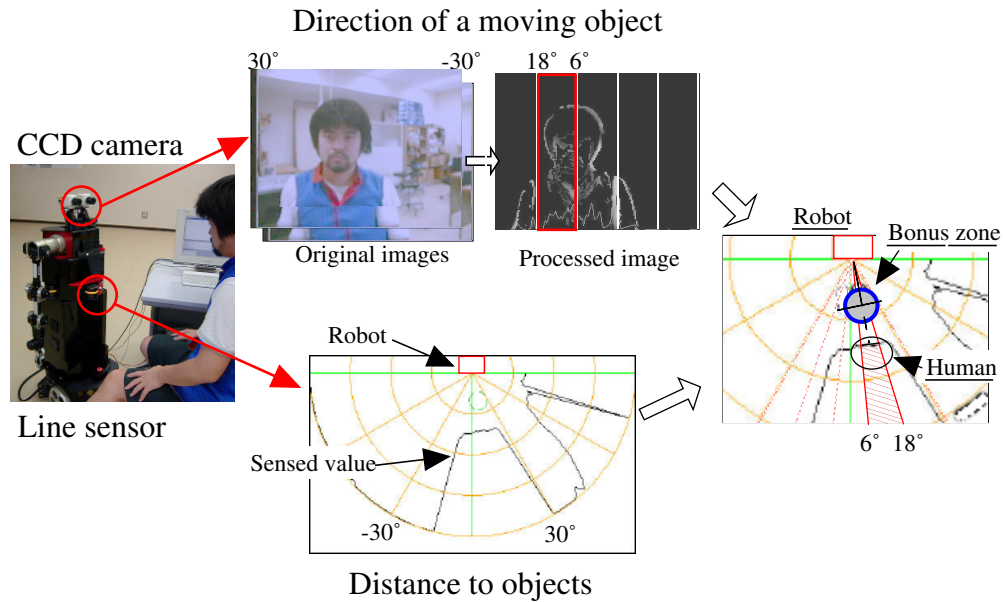 Direction of a moving object
30˚ -30˚ 18˚ 6˚
CCD camera
Original images
Processed image
Robot
Bonus zone
Human
6˚ 18˚
Line sensor
Robot
Sensed value
-30˚ 30˚
Distance to objects